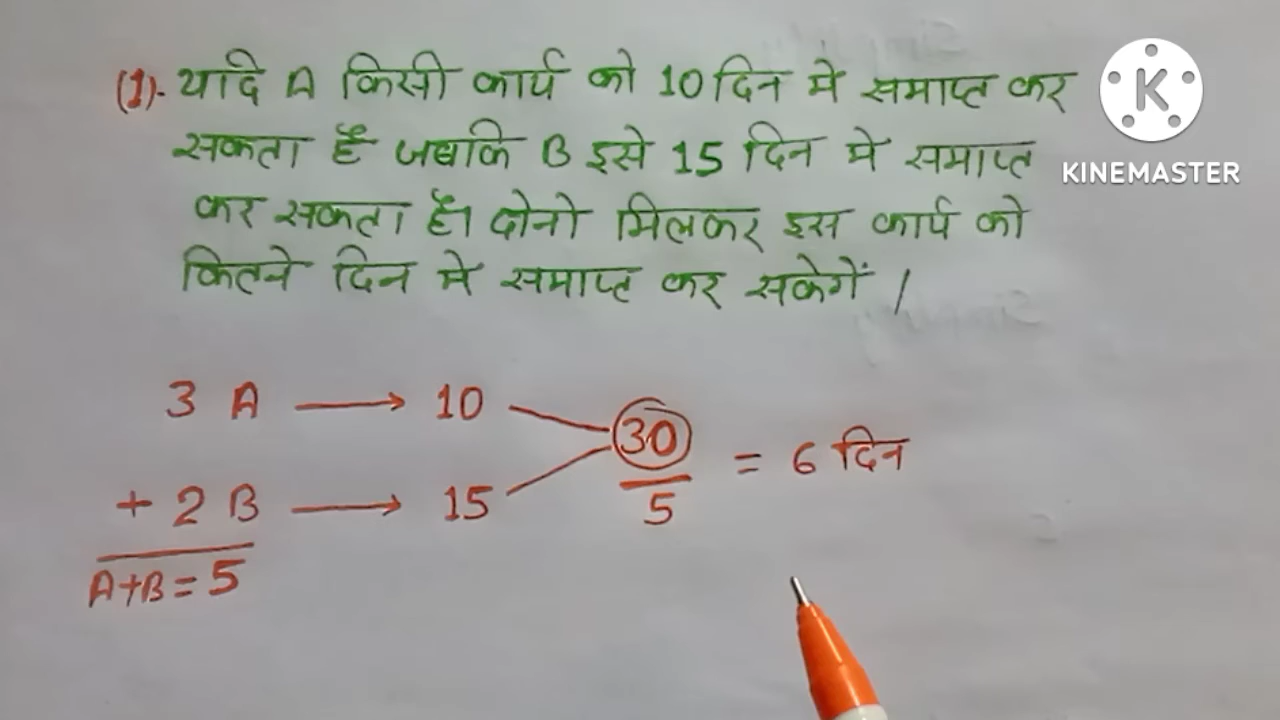 (1). यदि A किसी कार्य को 10 दिन मे समाप्त कर
सकता है जबकि B इसे 15 दिन मे समाप्त
कर सकता है। दोनो मिलकर इस कार्य को
कितने दिन मे समाप्त कर सकेगें /
K
KINEMASTER
3 A → 10
30
+ 2 B → 15
5
= 6 दिन
A+B = 5